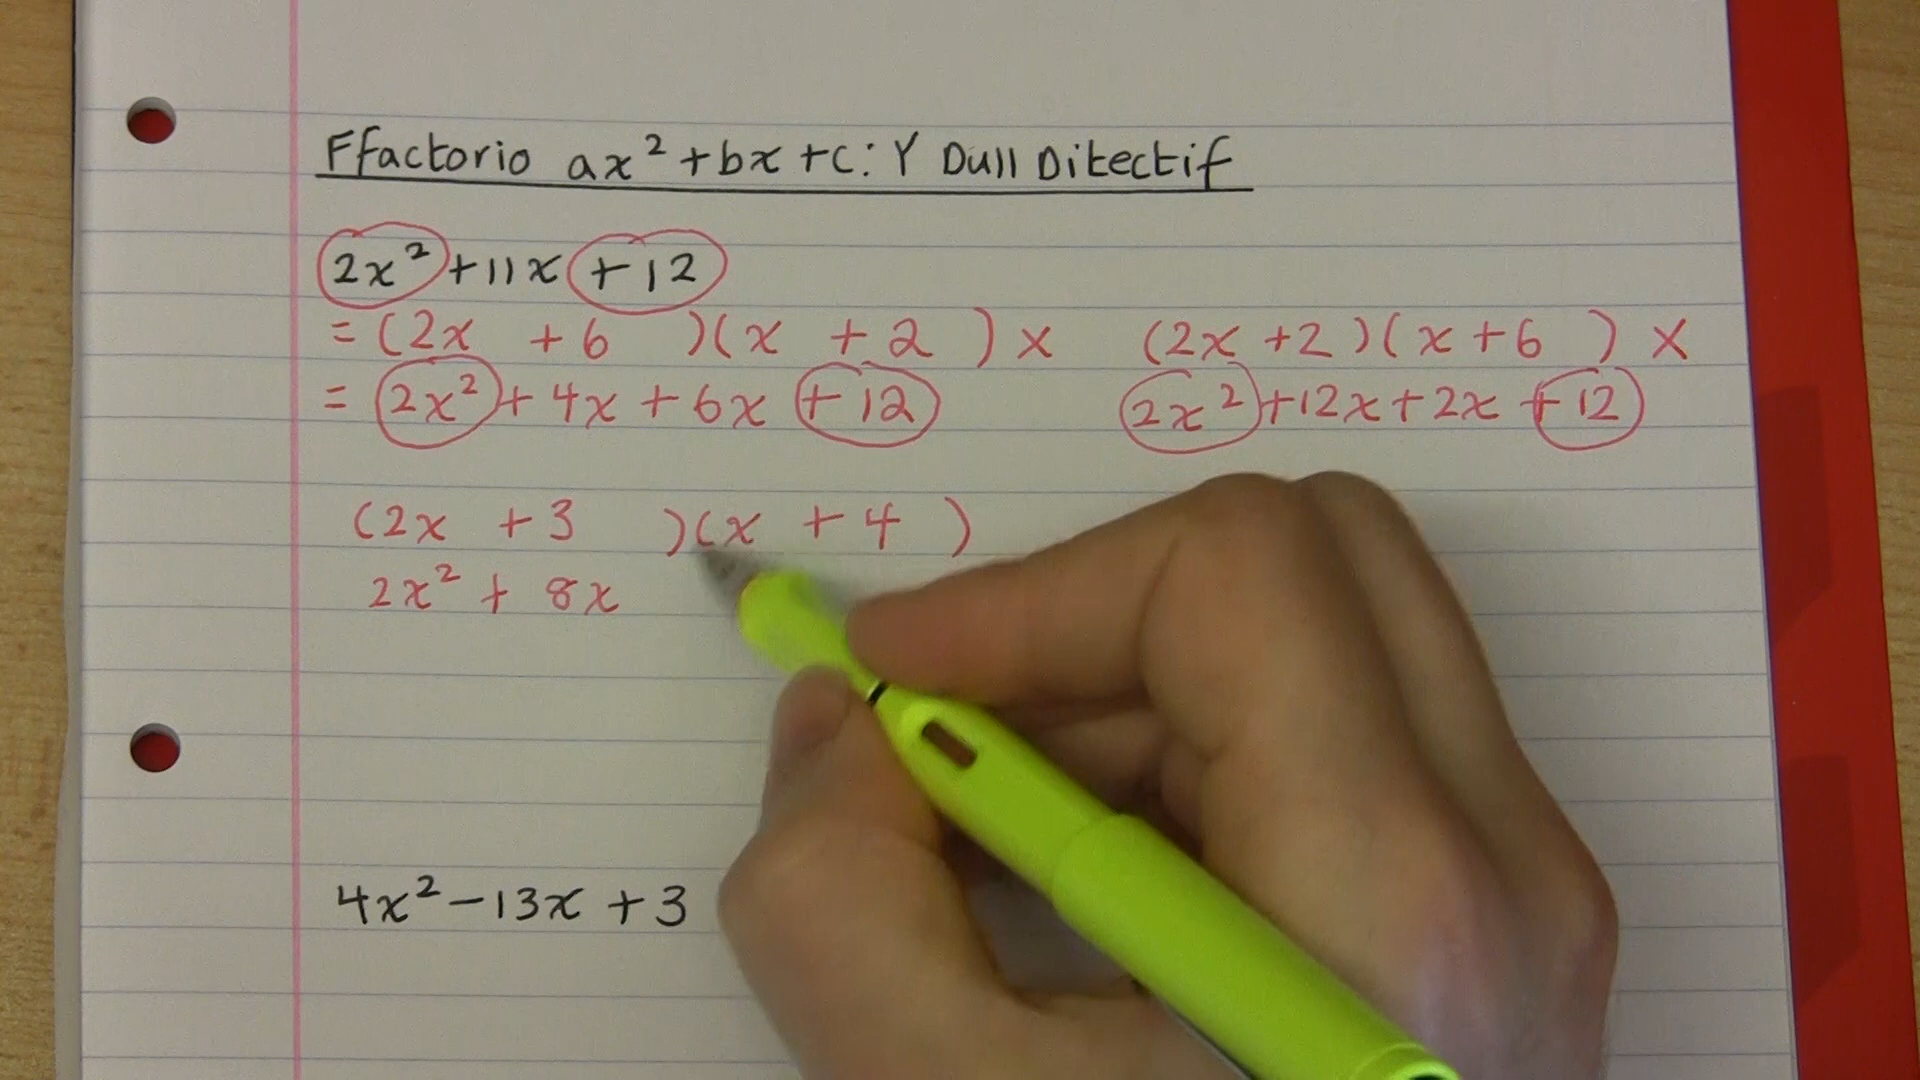 Ffactorio ax² + bx + c: Y Dull Ditectif
2x² + 11x + 12
= (2x + 6 )(x + 2 ) × (2x + 2)(x + 6 ) ×
= 2x² + 4x + 6x + 12 2x² + 12x + 2x + 12
(2x + 3 )(x + 4 )
2x² + 8x
4x² - 13x + 3